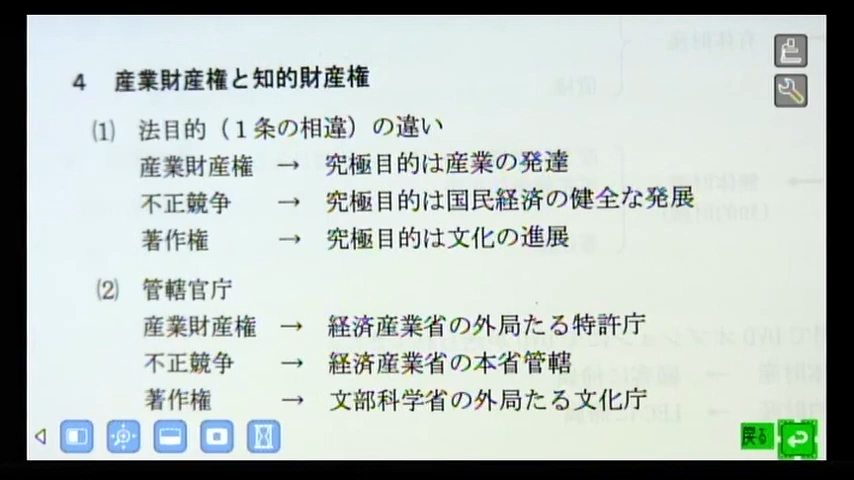 4 産業財産権と知的財産権
(1) 法目的（1条の相違）の違い
産業財産権 → 究極目的は産業の発達
不正競争 → 究極目的は国民経済の健全な発展
著作権 → 究極目的は文化の進展
(2) 管轄官庁
産業財産権 → 経済産業省の外局たる特許庁
不正競争 → 経済産業省の本省管轄
著作権 → 文部科学省の外局たる文化庁
戻る